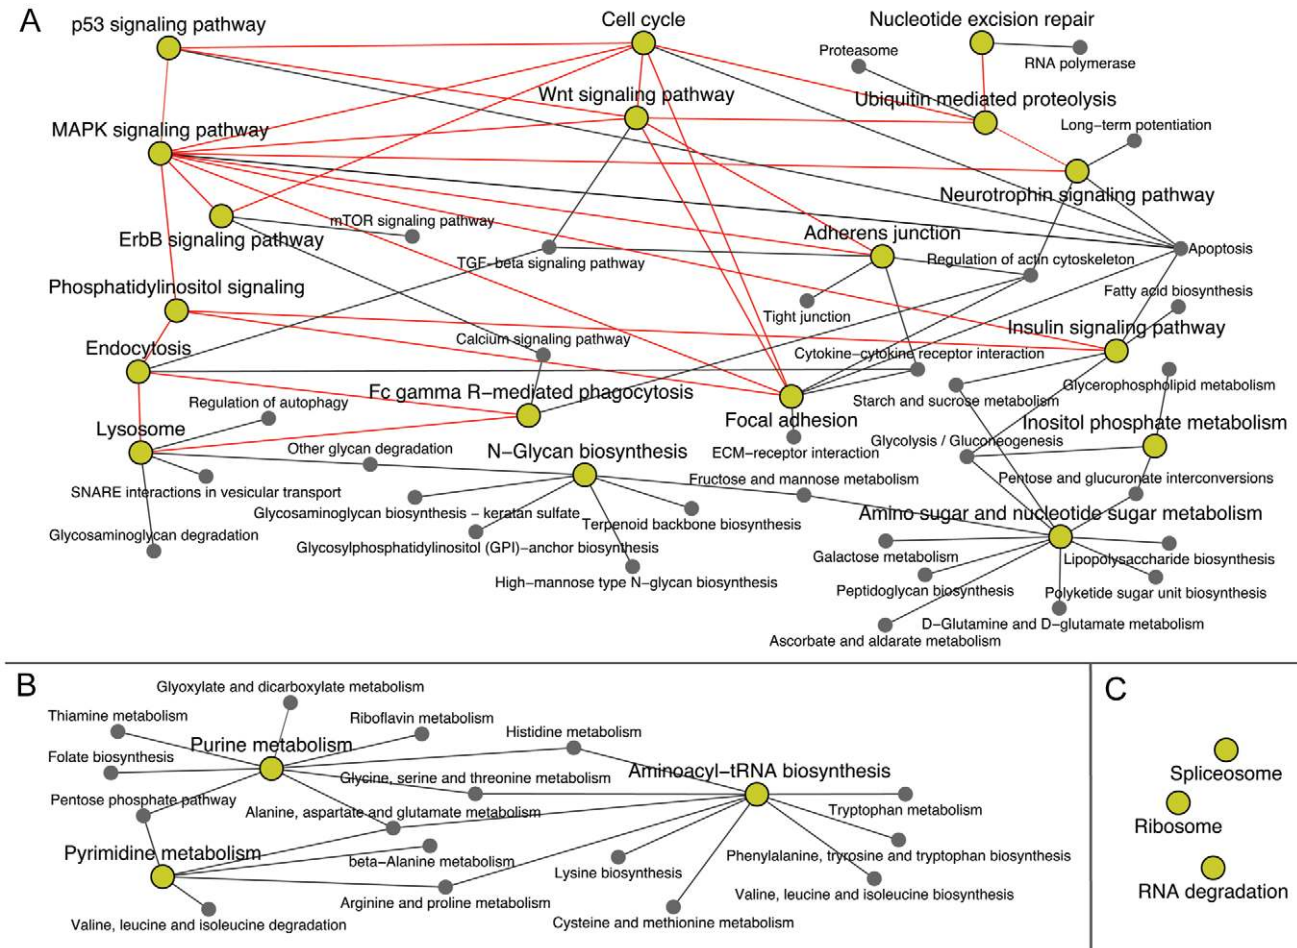 A
p53 signaling pathway
Cell cycle
Nucleotide excision repair
Proteasome
RNA polymerase
Wnt signaling pathway
Ubiquitin mediated proteolysis
MAPK signaling pathway
Long-term potentiation
Neurotrophin signaling pathway
mTOR signaling pathway
ErbB signaling pathway
Adherens junction
Apoptosis
TGF-beta signaling pathway
Regulation of actin cytoskeleton
Phosphatidylinositol signaling
Fatty acid biosynthesis
Tight junction
Insulin signaling pathway
Endocytosis
Calcium signaling pathway
Cytokine-cytokine receptor interaction
Fc gamma R-mediated phagocytosis
Glycerophospholipid metabolism
Regulation of autophagy
Starch and sucrose metabolism
Focal adhesion
Inositol phosphate metabolism
Lysosome
Other glycan degradation
N-Glycan biosynthesis
ECM-receptor interaction
Glycolysis / Gluconeogenesis
Fructose and mannose metabolism
Pentose and glucuronate interconversions
SNARE interactions in vesicular transport
Glycosaminoglycan biosynthesis - keratan sulfate
Terpenoid backbone biosynthesis
Amino sugar and nucleotide sugar metabolism
Glycosaminoglycan degradation
Glycosylphosphatidylinositol (GPI)-anchor biosynthesis
Galactose metabolism
Lipopolysaccharide biosynthesis
High-mannose type N-glycan biosynthesis
Peptidoglycan biosynthesis
Polyketide sugar unit biosynthesis
D-Glutamine and D-glutamate metabolism
Ascorbate and aldarate metabolism
B
Glyoxylate and dicarboxylate metabolism
Thiamine metabolism
Riboflavin metabolism
Histidine metabolism
Purine metabolism
Folate biosynthesis
Glycine, serine and threonine metabolism
Aminoacyl-tRNA biosynthesis
Pentose phosphate pathway
Alanine, aspartate and glutamate metabolism
Tryptophan metabolism
Pyrimidine metabolism
beta-Alanine metabolism
Phenylalanine, tryrosine and tryptophan biosynthesis
Lysine biosynthesis
Valine, leucine and isoleucine biosynthesis
Arginine and proline metabolism
Valine, leucine and isoleucine degradation
Cysteine and methionine metabolism
C
Spliceosome
Ribosome
RNA degradation